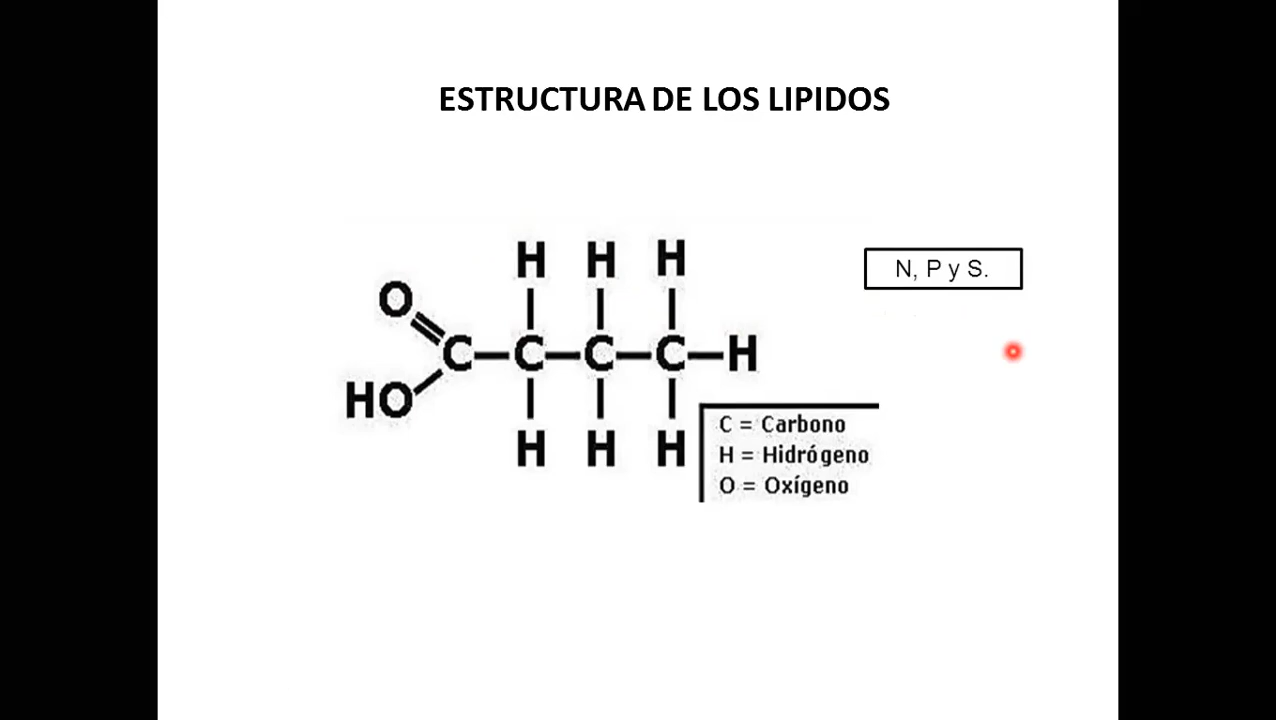 ESTRUCTURA DE LOS LIPIDOS
N, P y S.
H H H
O
C C C C H
HO
H H H
C = Carbono
H = Hidrógeno
O = Oxígeno